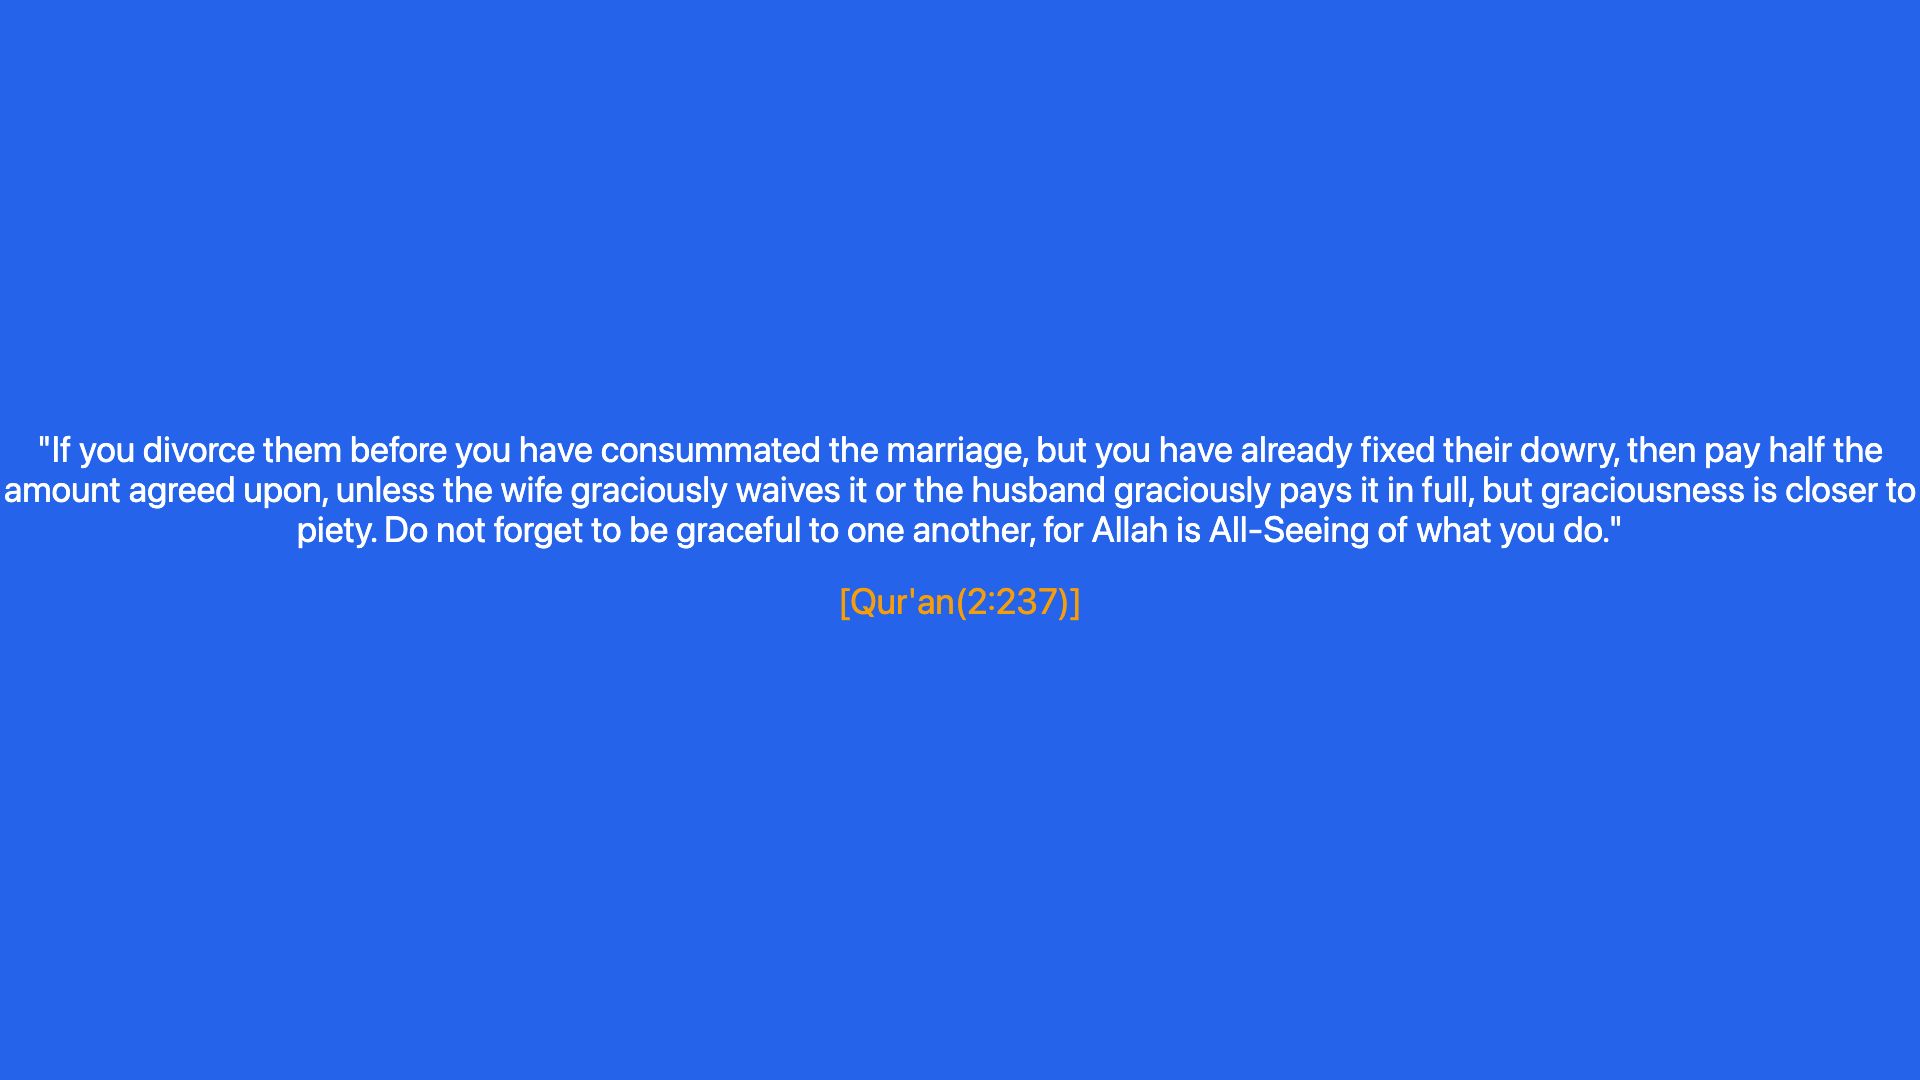 "If you divorce them before you have consummated the marriage, but you have already fixed their dowry, then pay half the
amount agreed upon, unless the wife graciously waives it or the husband graciously pays it in full, but graciousness is closer to
piety. Do not forget to be graceful to one another, for Allah is All-Seeing of what you do."
[Qur'an(2:237)]